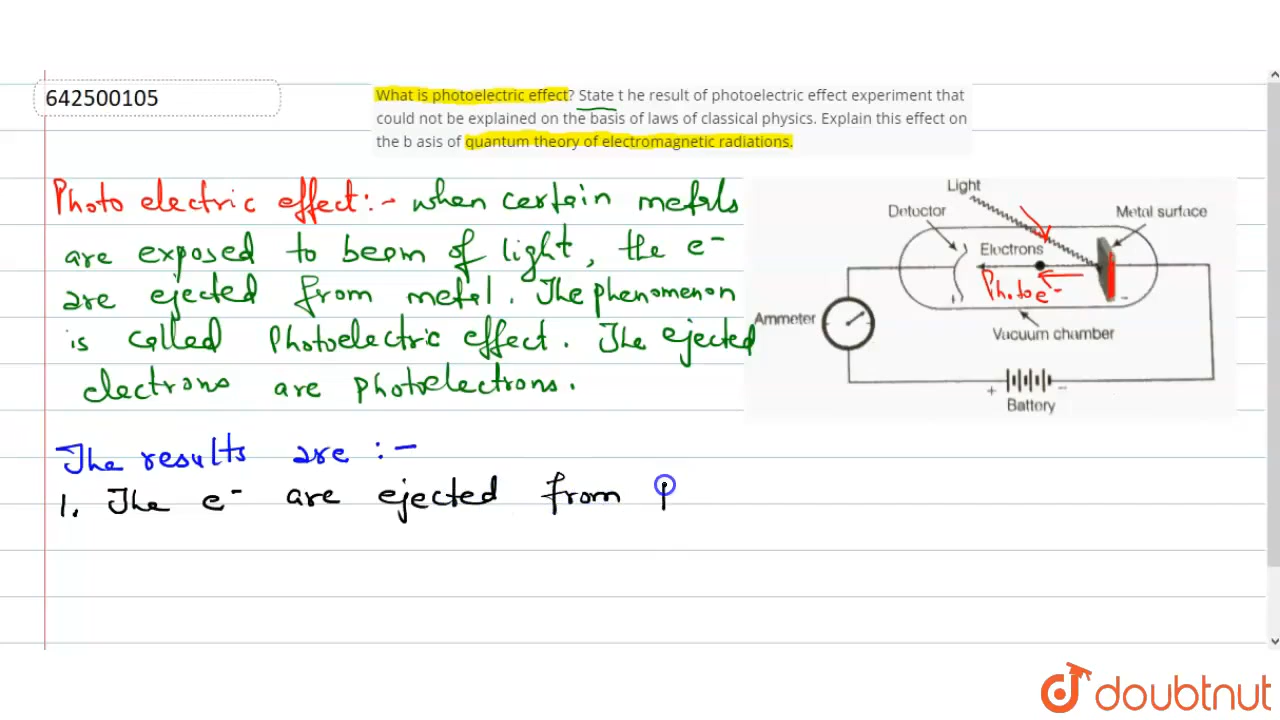 642500105
What is photoelectric effect? State t he result of photoelectric effect experiment that
could not be explained on the basis of laws of classical physics. Explain this effect on
the b asis of quantum theory of electromagnetic radiations.
Photo electric effect:- when certain metals
are exposed to beam of light, the e-
are ejected from metal. The phenomenon
is called Photoelectric effect. The ejected
electrons are photoelectrons.
Light
Detector
Metal surface
Electrons
Photo e-
+
-
Ammeter
Vacuum chamber
+
-
Battery
The results are :-
1. The e- are ejected from
doubtnut